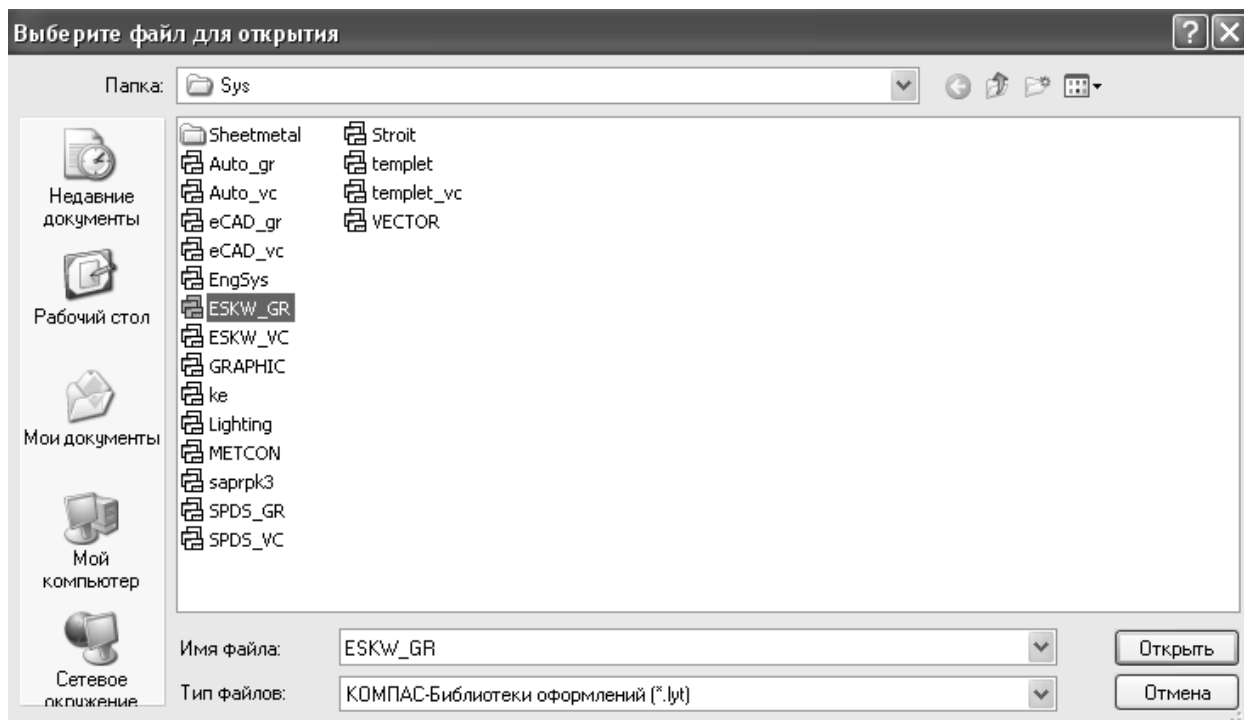 Выберите файл для открытия
Папка: Sys
Недавние
документы
Рабочий стол
Мои документы
Мой
компьютер
Сетевое
окружение
Sheetmetal
Auto_gr
Auto_vc
eCAD_gr
eCAD_vc
EngSys
ESKW_GR
ESKW_VC
GRAPHIC
ke
Lighting
METCON
saprpk3
SPDS_GR
SPDS_VC
Stroit
templet
templet_vc
VECTOR
Имя файла: ESKW_GR Открыть
Тип файлов: КОМПАС-Библиотеки оформлений (*.lyt) Отмена